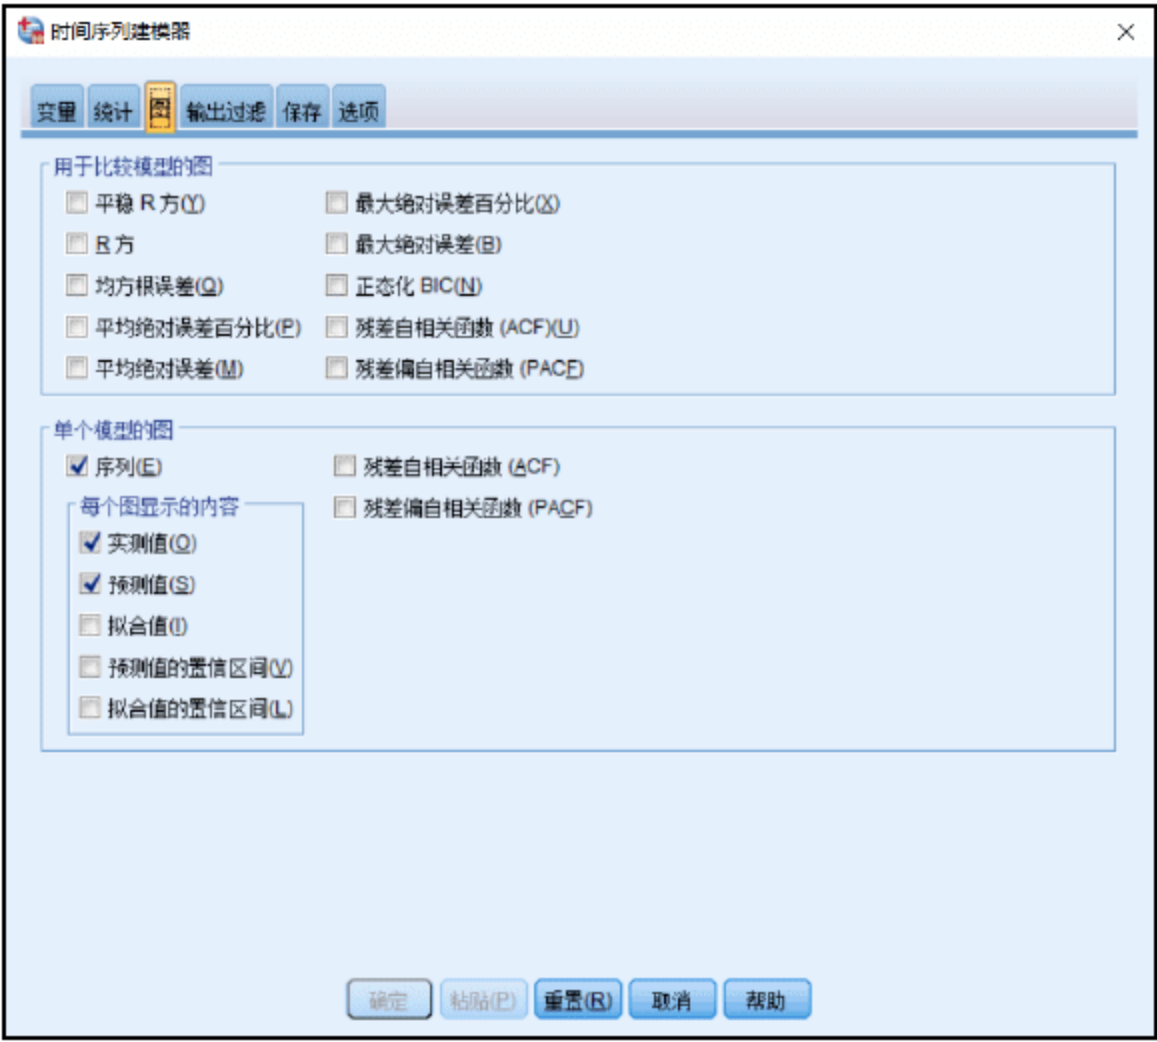 时间序列建模器
变量 统计 图 输出过滤 保存 选项
用于比较模型的图
平稳 R 方(Y) 最大绝对误差百分比(X)
R 方 最大绝对误差(B)
均方根误差(Q) 正态化 BIC(N)
平均绝对误差百分比(P) 残差自相关函数 (ACF)(U)
平均绝对误差(M) 残差偏自相关函数 (PACF)
单个模型的图
序列(E) 残差自相关函数 (ACF)
每个图显示的内容 残差偏自相关函数 (PACF)
实测值(O)
预测值(S)
拟合值(I)
预测值的置信区间(V)
拟合值的置信区间(L)
确定 粘贴(P) 重置(R) 取消 帮助